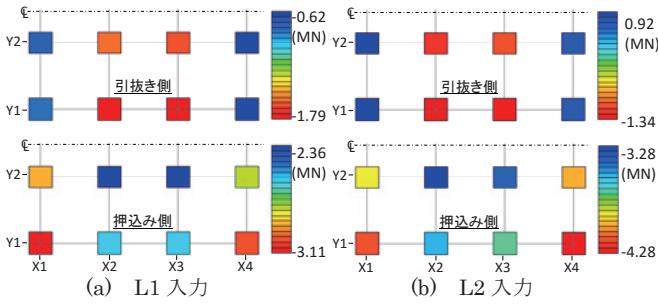 ℄
-0.62
(MN)
Y2
引抜き側
Y1
-1.79
℄
-2.36
(MN)
Y2
押込み側
Y1
-3.11
X1 X2 X3 X4
(a) L1 入力
℄
0.92
(MN)
Y2
引抜き側
Y1
-1.34
℄
-3.28
(MN)
Y2
押込み側
Y1
-4.28
X1 X2 X3 X4
(b) L2 入力